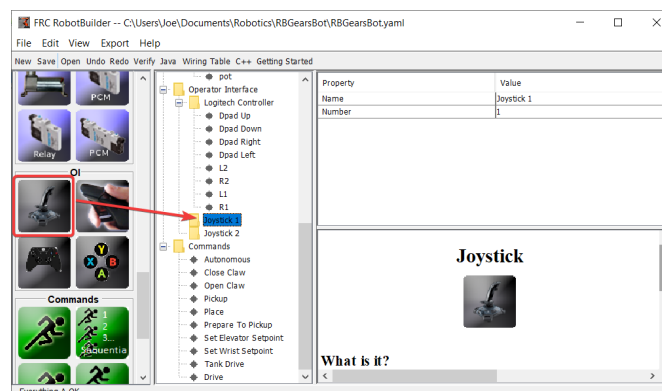 FRC RobotBuilder -- C:\Users\Joe\Documents\Robotics\RBGearsBot\RBGearsBot.yaml
File Edit View Export Help
New Save Open Undo Redo Verify Java Wiring Table C++ Getting Started
PCM
Relay
PCM
OI
Y
X
B
A
Commands
1
2
3...
Sequentia
pot
Operator Interface
Logitech Controller
Dpad Up
Dpad Down
Dpad Right
Dpad Left
L2
R2
L1
R1
Joystick 1
Joystick 2
Commands
Autonomous
Close Claw
Open Claw
Pickup
Place
Prepare To Pickup
Set Elevator Setpoint
Set Wrist Setpoint
Tank Drive
Drive
Property Value
Name Joystick 1
Number 1
Joystick
What is it?
Everything A OK